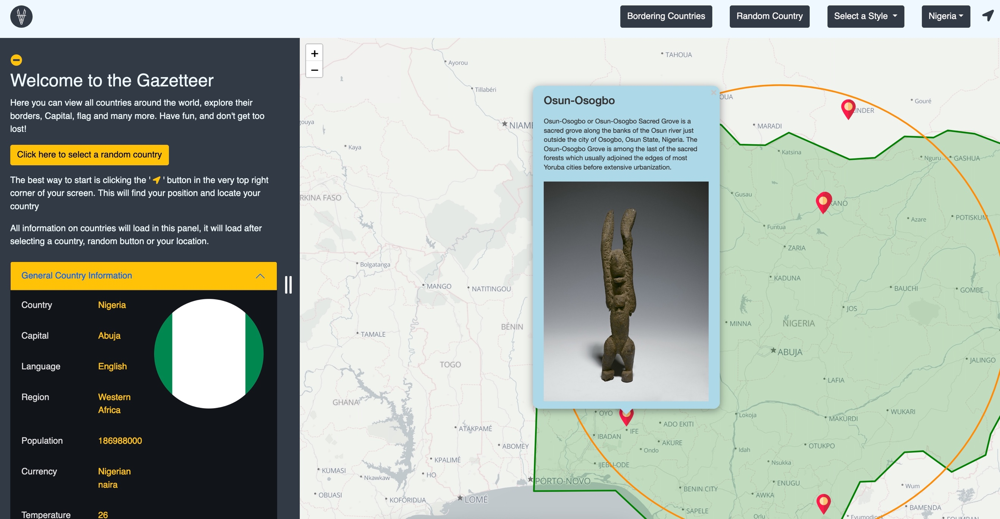 Bordering Countries
Random Country
Select a Style
Nigeria
Welcome to the Gazetteer
Here you can view all countries around the world, explore their
borders, Capital, flag and many more. Have fun, and don't get too
lost!
Click here to select a random country
The best way to start is clicking the ' ' button in the very top right
corner of your screen. This will find your position and locate your
country
All information on countries will load in this panel, it will load after
selecting a country, random button or your location.
General Country Information
Country Nigeria
Capital Abuja
Language English
Region Western
Africa
Population 186988000
Currency Nigerian
naira
Temperature 26
+
−
TAHOUA
Ayorou
Tillabéri
OUA
Gouré
INDER
gouya
NIAM
MARADI
Kaya
Katsina
Nguru
GASHUA
Osun-Osogbo
Osun-Osogbo or Osun-Osogbo Sacred Grove is a
sacred grove along the banks of the Osun river just
outside the city of Osogbo, Osun State, Nigeria. The
Osun-Osogbo Grove is among the last of the sacred
forests which usually adjoined the edges of most
Yoruba cities before extensive urbanization.
×
RKINA FASO
Gusau
KANO
Azare
POTISKUM
Funtua
ZARIA
Bolgatanga
KADUNA
MANGO
NATITINGOU
BAUCHI
GOMBE
JOS
BÉNIN
MINNA
NIGERIA
TAMALE
ABUJA
TOGO
JALINGO
LAFIA
GHANA
OYO
Lokoja
WUKARI
MAKURDI
ADO EKITI
ATAKPAMÉ
IFE
IBADAN
AKURE
ABOMEY
Ondo
Idah
OTUKPO
KPALIMÉ
IJEBU-ODE
Nsukka
KUMASI
Nkawkaw
HO
PORTO-NOVO
ENUGU
Wum
BENIN CITY
OBUASI
KOFORIDUA
LOMÉ
AWKA
SAPELE
BAMENDA
Orlu
Eyumodjock
FOUMBAN